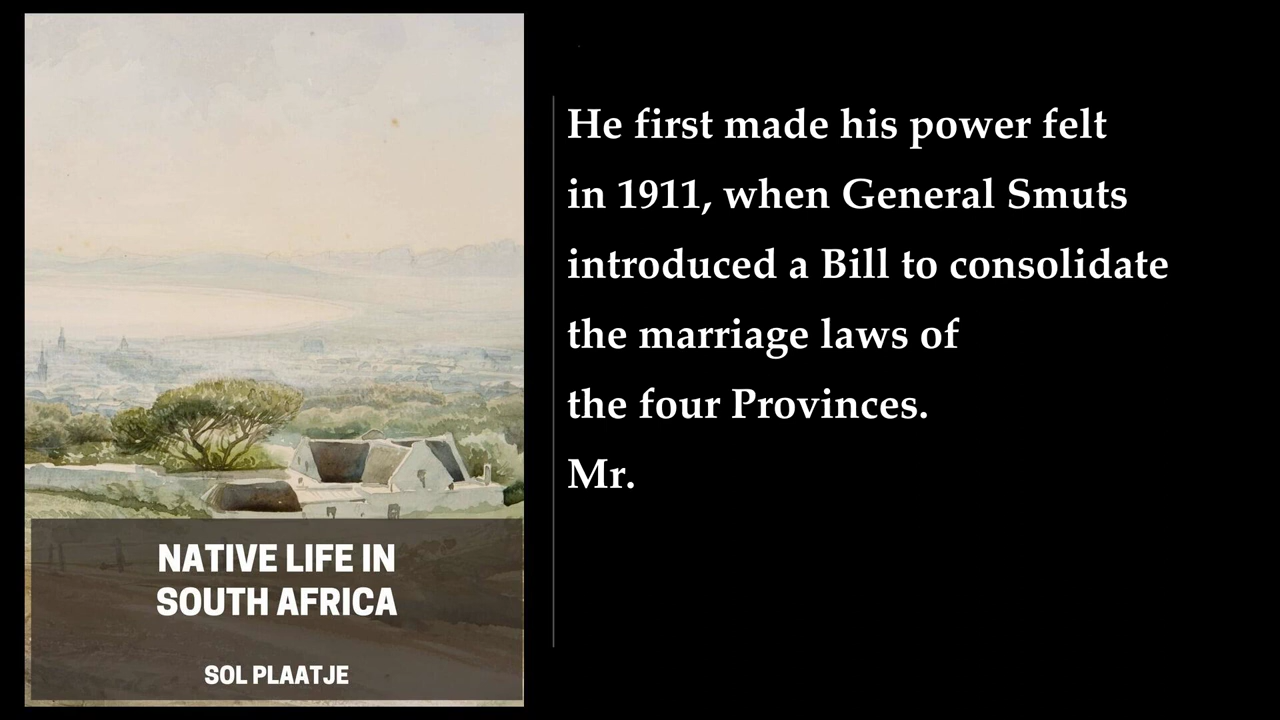 NATIVE LIFE IN
SOUTH AFRICA
SOL PLAATJE
He first made his power felt
in 1911, when General Smuts
introduced a Bill to consolidate
the marriage laws of
the four Provinces.
Mr.